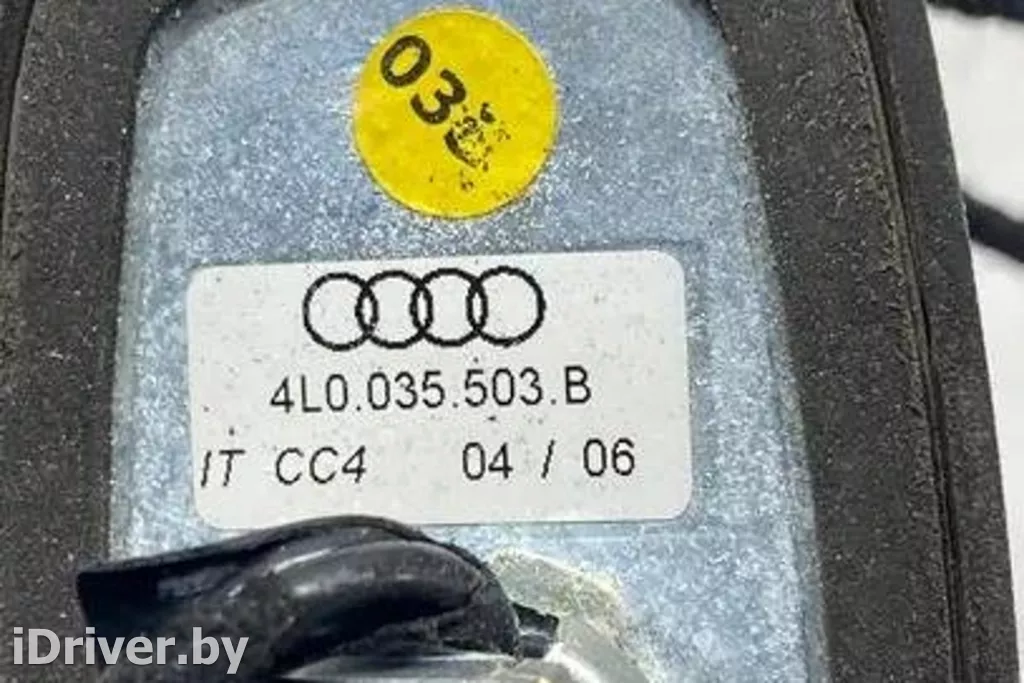 03
4L0.035.503.B
IT CC4 04 / 06
iDriver.by